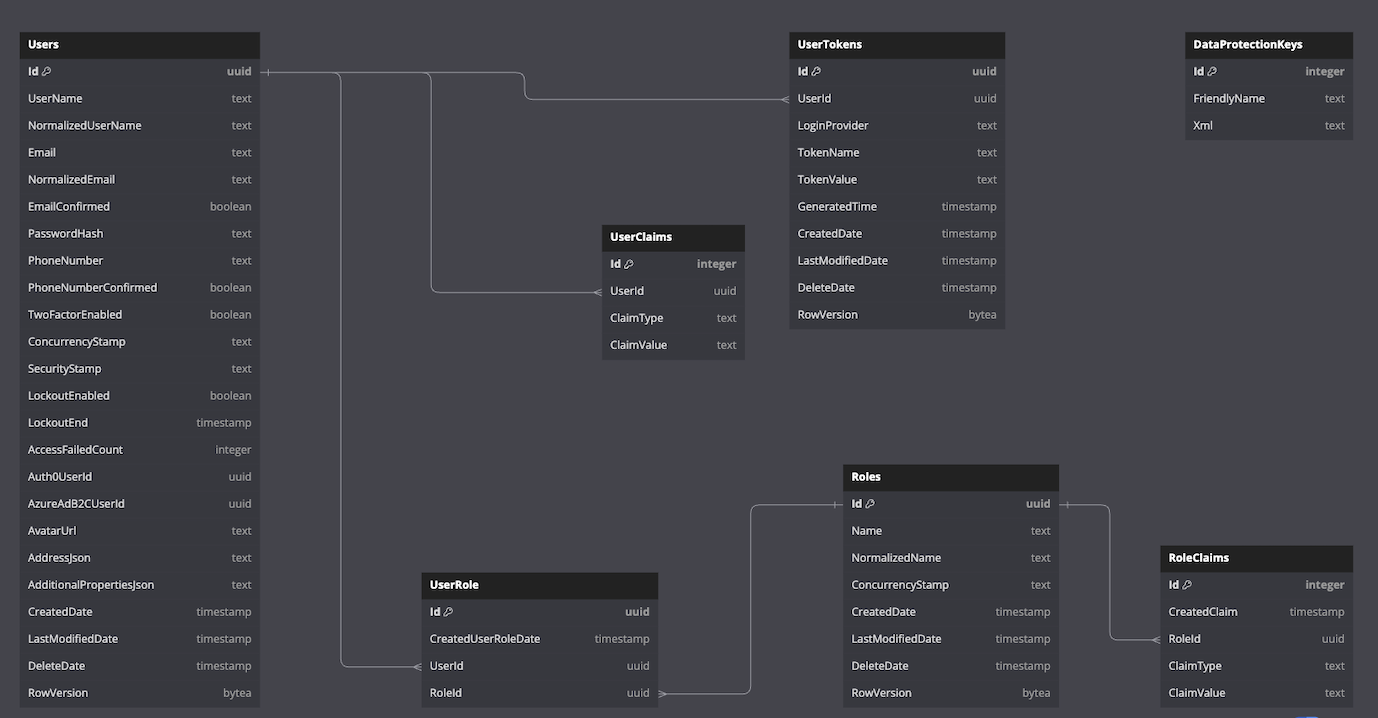 Users
Id uuid
UserName text
NormalizedUserName text
Email text
NormalizedEmail text
EmailConfirmed boolean
PasswordHash text
PhoneNumber text
PhoneNumberConfirmed boolean
TwoFactorEnabled boolean
ConcurrencyStamp text
SecurityStamp text
LockoutEnabled boolean
LockoutEnd timestamp
AccessFailedCount integer
Auth0UserId uuid
AzureAdB2CUserId uuid
AvatarUrl text
AddressJson text
AdditionalPropertiesJson text
CreatedDate timestamp
LastModifiedDate timestamp
DeleteDate timestamp
RowVersion bytea
UserTokens
Id uuid
UserId uuid
LoginProvider text
TokenName text
TokenValue text
GeneratedTime timestamp
CreatedDate timestamp
LastModifiedDate timestamp
DeleteDate timestamp
RowVersion bytea
DataProtectionKeys
Id integer
FriendlyName text
Xml text
UserClaims
Id integer
UserId uuid
ClaimType text
ClaimValue text
UserRole
Id uuid
CreatedUserRoleDate timestamp
UserId uuid
RoleId uuid
Roles
Id uuid
Name text
NormalizedName text
ConcurrencyStamp text
CreatedDate timestamp
LastModifiedDate timestamp
DeleteDate timestamp
RowVersion bytea
RoleClaims
Id integer
CreatedClaim timestamp
RoleId uuid
ClaimType text
ClaimValue text